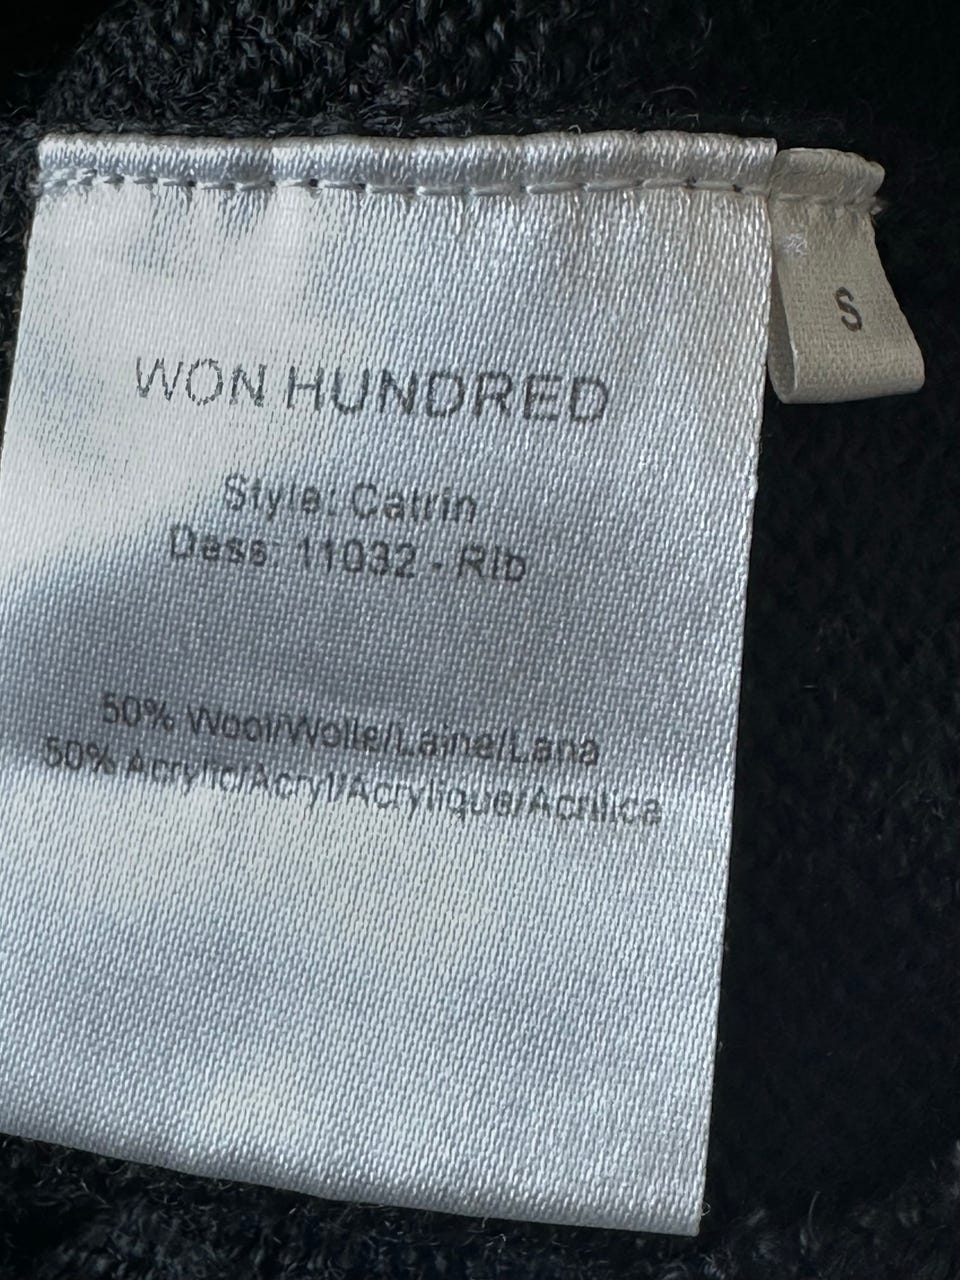 WON HUNDRED
S
Style: Catrin
Dess: 11032 - Rib
50% Wool/Wolle/Laine/Lana
50% Acrylic/Acryl/Acrylique/Acrilica